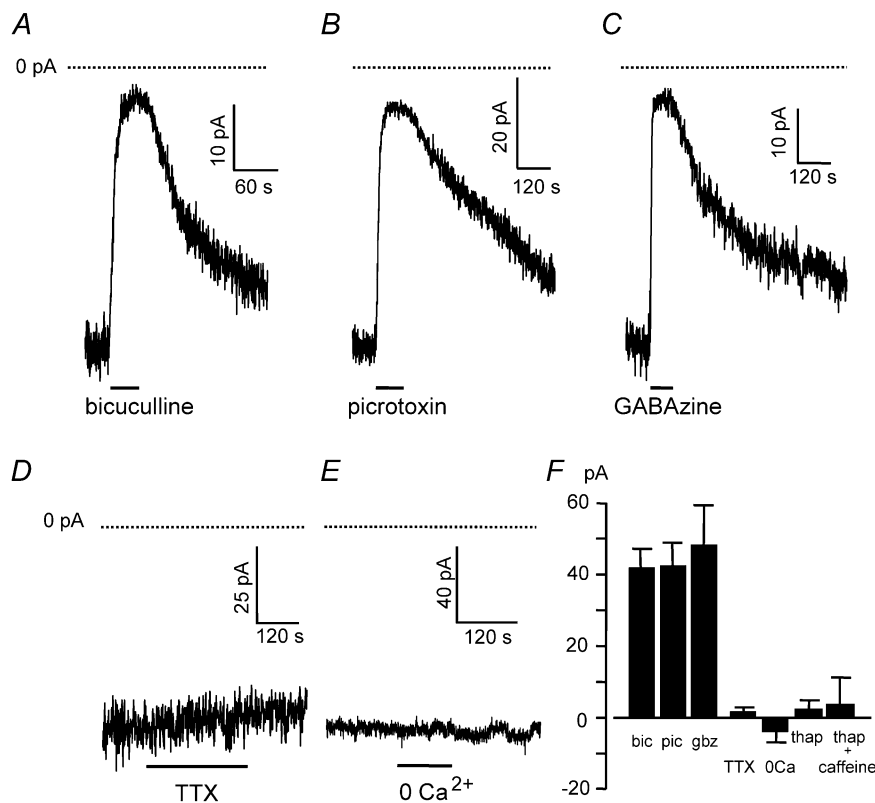 A
B
C
0 pA
10 pA
60 s
20 pA
120 s
10 pA
120 s
bicuculline
picrotoxin
GABAzine
D
E
F
pA
0 pA
25 pA
120 s
40 pA
120 s
TTX
0 Ca2+
60
40
20
0
-20
bic
pic
gbz
TTX
0Ca
thap
thap
+
caffeine